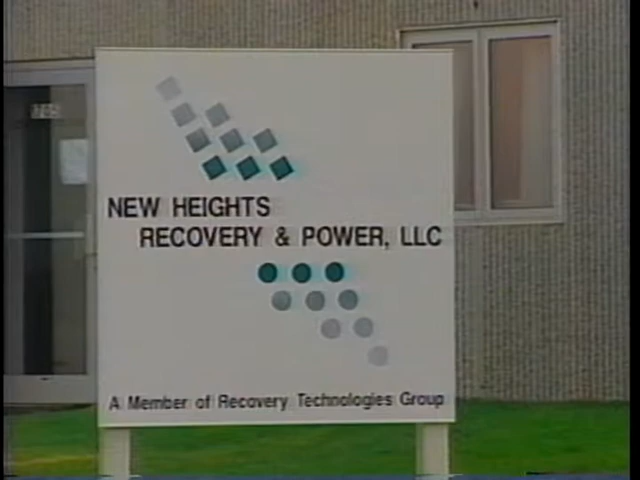 NEW HEIGHTS
RECOVERY & POWER, LLC
A Member of Recovery Technologies Group